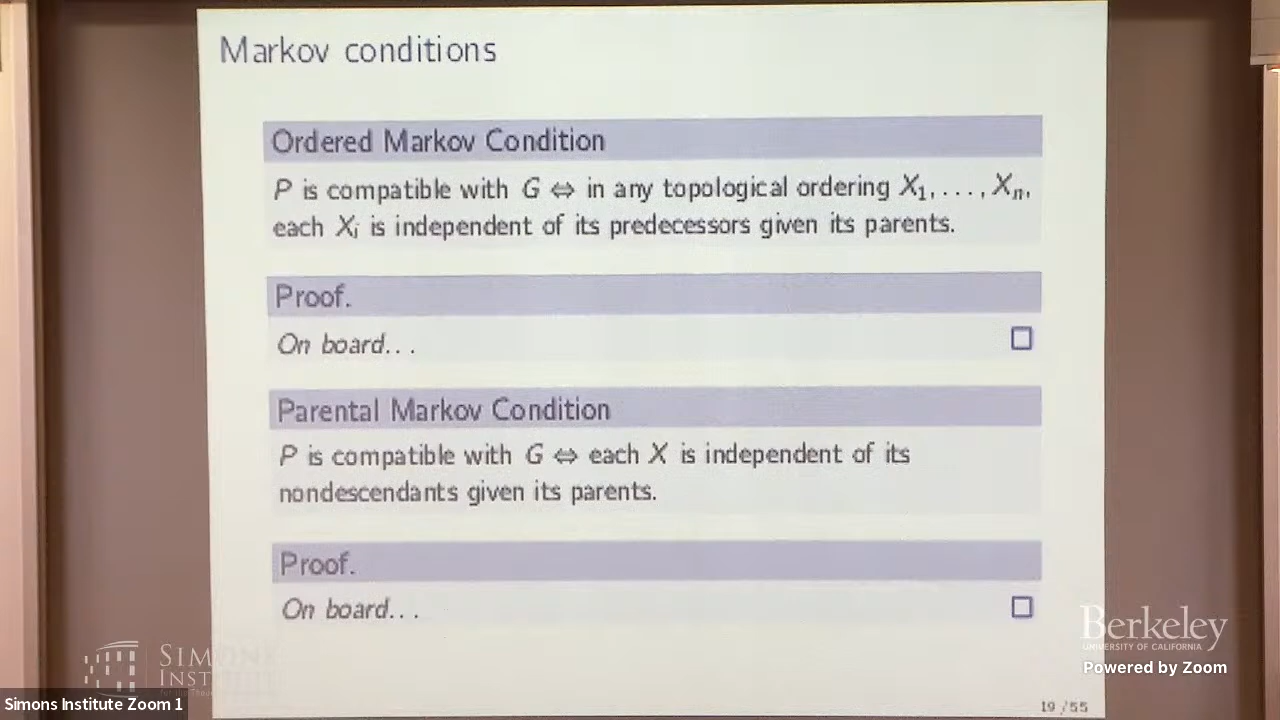 Markov conditions
Ordered Markov Condition
P is compatible with G ⇔ in any topological ordering X₁, . . . , Xₙ,
each Xᵢ is independent of its predecessors given its parents.
Proof.
On board. . .
Parental Markov Condition
P is compatible with G ⇔ each X is independent of its
nondescendants given its parents.
Proof.
On board. . .
Berkeley
UNIVERSITY OF CALIFORNIA
Powered by Zoom
Simons Institute Zoom 1
19 / 55